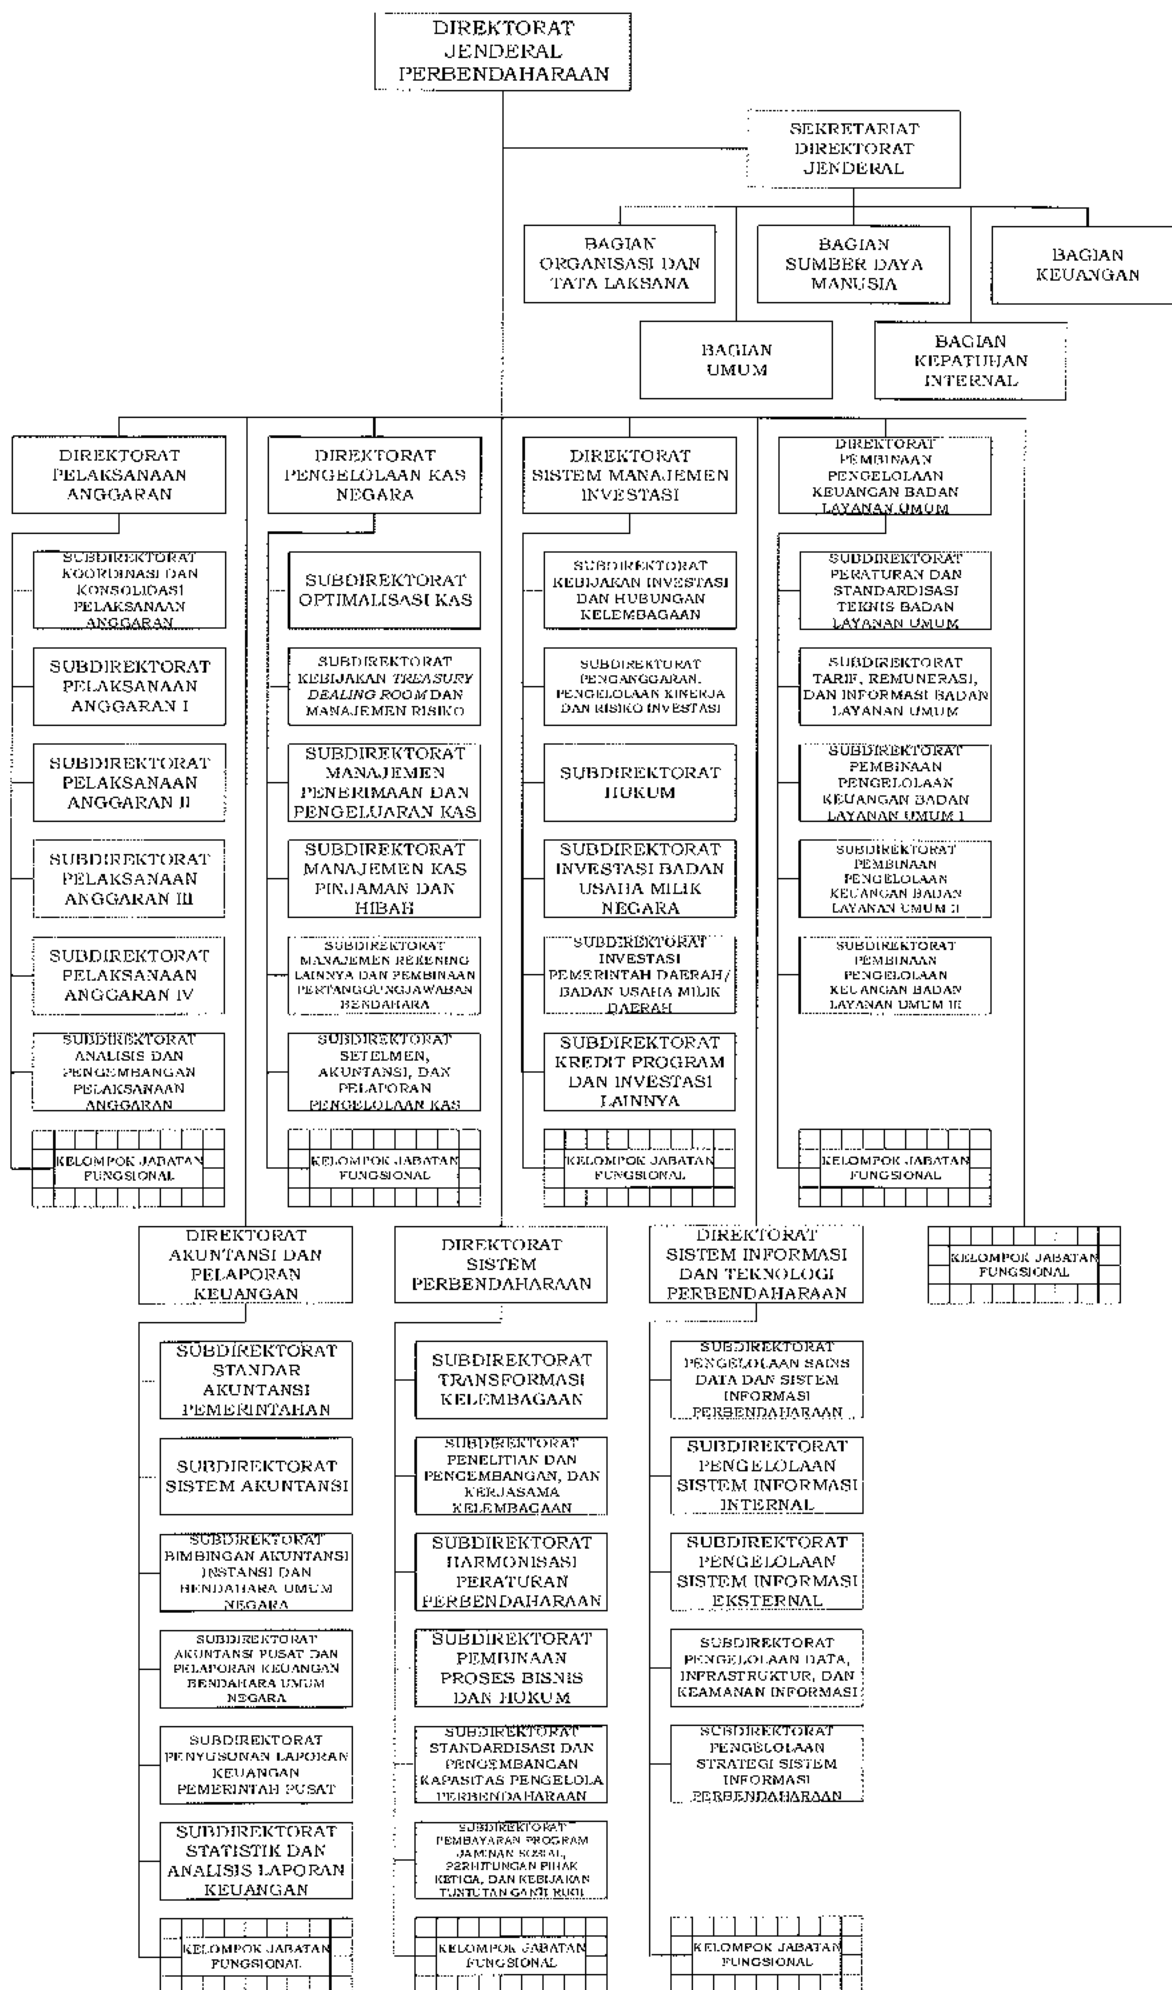 DIREKTORAT
JENDERAL
PERBENDAHARAAN
SEKRETARIAT
DIREKTORAT
JENDERAL
BAGIAN
ORGANISASI DAN
TATA LAKSANA
BAGIAN
SUMBER DAYA
MANUSIA
BAGIAN
KEUANGAN
BAGIAN
UMUM
BAGIAN
KEPATUHAN
INTERNAL
DIREKTORAT
PELAKSANAAN
ANGGARAN
DIREKTORAT
PENGELOLAAN KAS
NEGARA
DIREKTORAT
SISTEM MANAJEMEN
INVESTASI
DIREKTORAT
PEMBINAAN
PENGELOLAAN
KEUANGAN BADAN
LAYANAN UMUM
SUBDIREKTORAT
KOORDINASI DAN
KONSOLIDASI
PELAKSANAAN
ANGGARAN
SUBDIREKTORAT
OPTIMALISASI KAS
SUBDIREKTORAT
KEBIJAKAN INVESTASI
DAN HUBUNGAN
KELEMBAGAAN
SUBDIREKTORAT
PERATURAN DAN
STANDARDISASI
TEKNIS BADAN
LAYANAN UMUM
SUBDIREKTORAT
PELAKSANAAN
ANGGARAN I
SUBDIREKTORAT
KEBIJAKAN TREASURY
DEALING ROOM DAN
MANAJEMEN RISIKO
SUBDIREKTORAT
PENGANGGARAN,
PENGELOLAAN KINERJA
DAN RISIKO INVESTASI
SUBDIREKTORAT
TARIF, REMUNERASI,
DAN INFORMASI BADAN
LAYANAN UMUM
SUBDIREKTORAT
PELAKSANAAN
ANGGARAN II
SUBDIREKTORAT
MANAJEMEN
PENERIMAAN DAN
PENGELUARAN KAS
SUBDIREKTORAT
HUKUM
SUBDIREKTORAT
PEMBINAAN
PENGELOLAAN
KEUANGAN BADAN
LAYANAN UMUM I
SUBDIREKTORAT
PELAKSANAAN
ANGGARAN III
SUBDIREKTORAT
MANAJEMEN KAS
PINJAMAN DAN
HIBAH
SUBDIREKTORAT
INVESTASI BADAN
USAHA MILIK
NEGARA
SUBDIREKTORAT
PEMBINAAN
PENGELOLAAN
KEUANGAN BADAN
LAYANAN UMUM II
SUBDIREKTORAT
PELAKSANAAN
ANGGARAN IV
SUBDIREKTORAT
MANAJEMEN REKENING
LAINNYA DAN PEMBINAAN
PERTANGGUNGJAWABAN
BENDAHARA
SUBDIREKTORAT
INVESTASI
PEMERINTAH DAERAH/
BADAN USAHA MILIK
DAERAH
SUBDIREKTORAT
PEMBINAAN
PENGELOLAAN
KEUANGAN BADAN
LAYANAN UMUM III
SUBDIREKTORAT
ANALISIS DAN
PENGEMBANGAN
PELAKSANAAN
ANGGARAN
SUBDIREKTORAT
SETELMEN,
AKUNTANSI, DAN
PELAPORAN
PENGELOLAAN KAS
SUBDIREKTORAT
KREDIT PROGRAM
DAN INVESTASI
LAINNYA
KELOMPOK JABATAN
FUNGSIONAL
KELOMPOK JABATAN
FUNGSIONAL
KELOMPOK JABATAN
FUNGSIONAL
KELOMPOK JABATAN
FUNGSIONAL
DIREKTORAT
AKUNTANSI DAN
PELAPORAN
KEUANGAN
DIREKTORAT
SISTEM
PERBENDAHARAAN
DIREKTORAT
SISTEM INFORMASI
DAN TEKNOLOGI
PERBENDAHARAAN
KELOMPOK JABATAN
FUNGSIONAL
SUBDIREKTORAT
STANDAR
AKUNTANSI
PEMERINTAHAN
SUBDIREKTORAT
TRANSFORMASI
KELEMBAGAAN
SUBDIREKTORAT
PENGELOLAAN SAINS
DATA DAN SISTEM
INFORMASI
PERBENDAHARAAN
SUBDIREKTORAT
SISTEM AKUNTANSI
SUBDIREKTORAT
PENELITIAN DAN
PENGEMBANGAN, DAN
KERJASAMA
KELEMBAGAAN
SUBDIREKTORAT
PENGELOLAAN
SISTEM INFORMASI
INTERNAL
SUBDIREKTORAT
BIMBINGAN AKUNTANSI
INSTANSI DAN
BENDAHARA UMUM
NEGARA
SUBDIREKTORAT
HARMONISASI
PERATURAN
PERBENDAHARAAN
SUBDIREKTORAT
PENGELOLAAN
SISTEM INFORMASI
EKSTERNAL
SUBDIREKTORAT
AKUNTANSI PUSAT DAN
PELAPORAN KEUANGAN
BENDAHARA UMUM
NEGARA
SUBDIREKTORAT
PEMBINAAN
PROSES BISNIS
DAN HUKUM
SUBDIREKTORAT
PENGELOLAAN DATA,
INFRASTRUKTUR, DAN
KEAMANAN INFORMASI
SUBDIREKTORAT
PENYUSUNAN LAPORAN
KEUANGAN
PEMERINTAH PUSAT
SUBDIREKTORAT
STANDARDISASI DAN
PENGEMBANGAN
KAPASITAS PENGELOLA
PERBENDAHARAAN
SUBDIREKTORAT
PENGELOLAAN
STRATEGI SISTEM
INFORMASI
PERBENDAHARAAN
SUBDIREKTORAT
STATISTIK DAN
ANALISIS LAPORAN
KEUANGAN
SUBDIREKTORAT
PEMBAYARAN PROGRAM
JAMINAN SOSIAL,
PERHITUNGAN PIHAK
KETIGA, DAN KEBIJAKAN
TUNTUTAN GANTI RUGI
KELOMPOK JABATAN
FUNGSIONAL
KELOMPOK JABATAN
FUNGSIONAL
KELOMPOK JABATAN
FUNGSIONAL